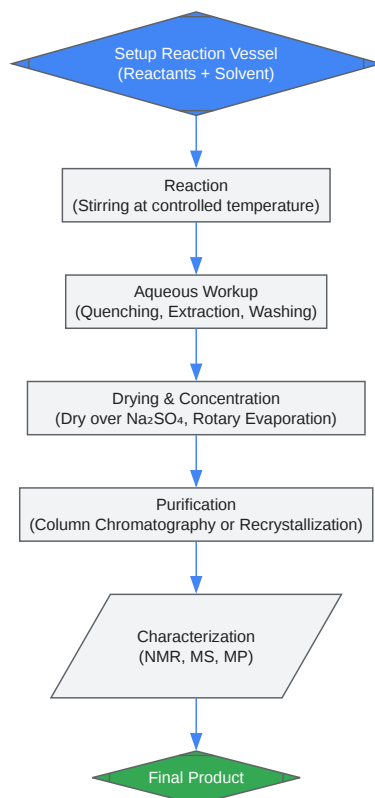 Setup Reaction Vessel
(Reactants + Solvent)
Reaction
(Stirring at controlled temperature)
Aqueous Workup
(Quenching, Extraction, Washing)
Drying & Concentration
(Dry over Na₂SO₄, Rotary Evaporation)
Purification
(Column Chromatography or Recrystallization)
Characterization
(NMR, MS, MP)
Final Product